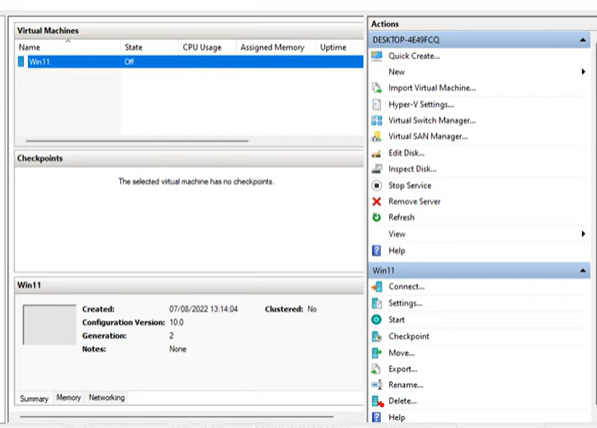 Virtual Machines
Name State CPU Usage Assigned Memory Uptime
Win11 Off
Checkpoints
The selected virtual machine has no checkpoints.
Win11
Created: 07/08/2022 13:14:04 Clustered: No
Configuration Version: 10.0
Generation: 2
Notes: None
Summary Memory Networking
Actions
DESKTOP-4E49FCQ
Quick Create...
New
Import Virtual Machine...
Hyper-V Settings...
Virtual Switch Manager...
Virtual SAN Manager...
Edit Disk...
Inspect Disk...
Stop Service
Remove Server
Refresh
View
Help
Win11
Connect...
Settings...
Start
Checkpoint
Move...
Export...
Rename...
Delete...
Help